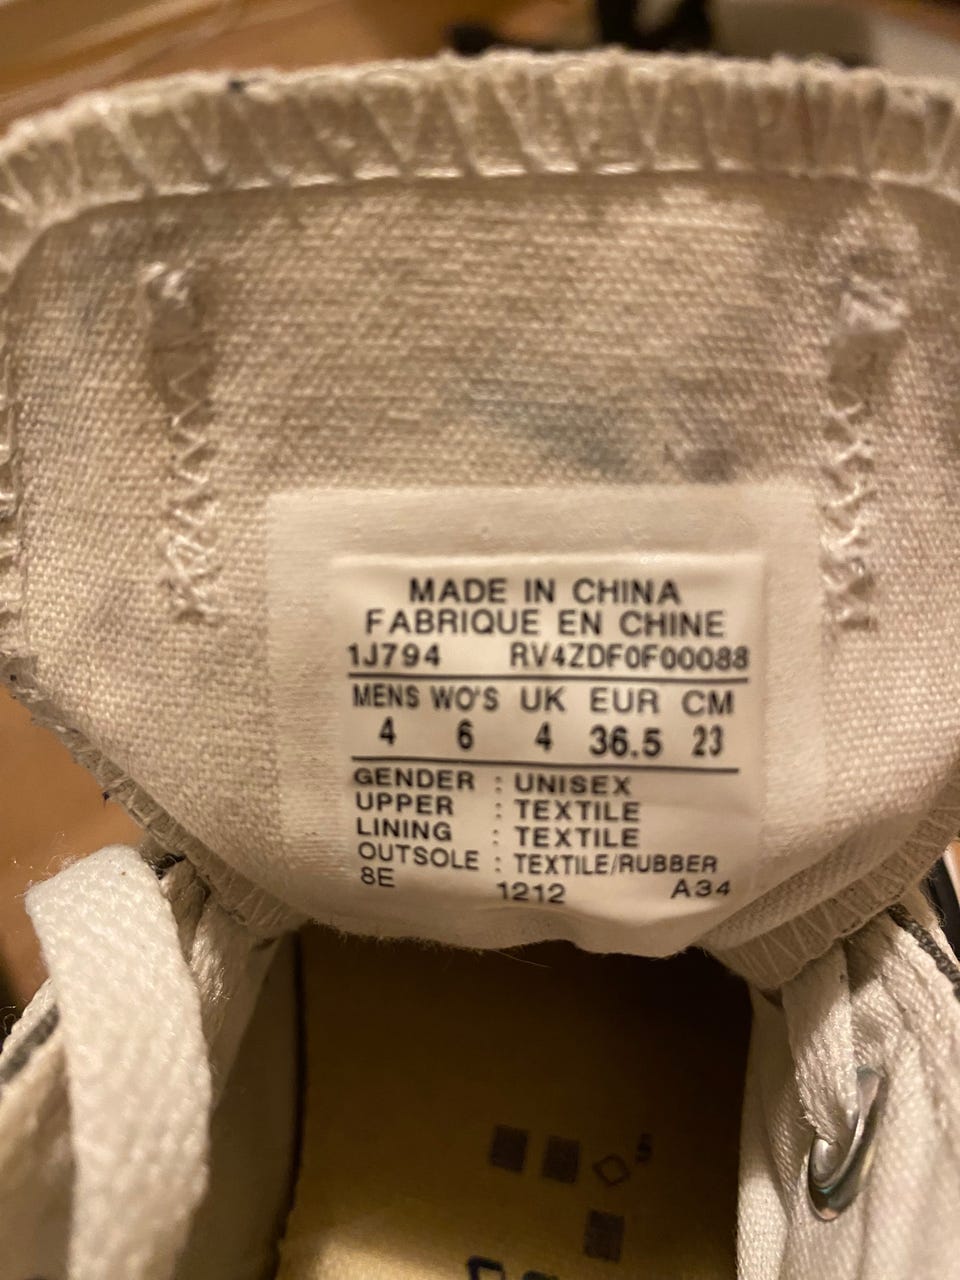 MADE IN CHINA
FABRIQUE EN CHINE
1J794 RV4ZDF0F00088
MENS WO'S UK EUR CM
4 6 4 36.5 23
GENDER : UNISEX
UPPER : TEXTILE
LINING : TEXTILE
OUTSOLE : TEXTILE/RUBBER
8E 1212 A34